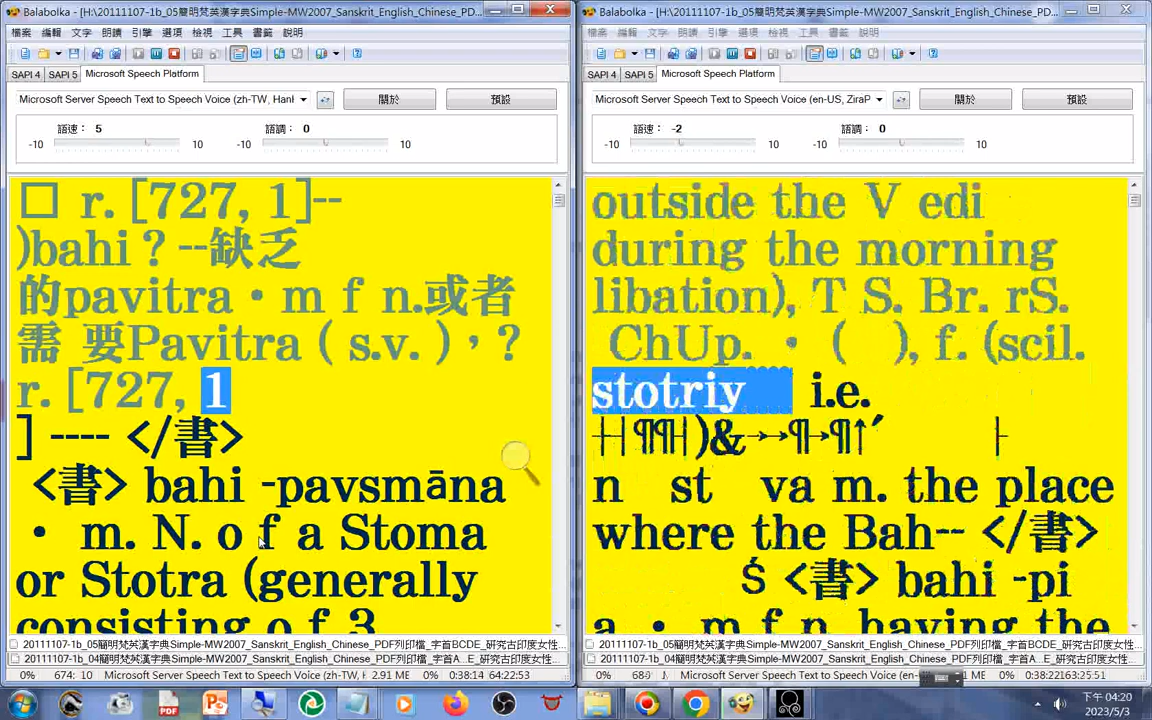 Balabolka - [H:\20111107-1b_05簡明梵英漢字典Simple-MW2007_Sanskrit_English_Chinese_PD...
檔案 編輯 文字 朗讀 引擎 選項 檢視 工具 書籤 說明
SAPI 4 SAPI 5 Microsoft Speech Platform
Microsoft Server Speech Text to Speech Voice (zh-TW, Hanl 關於 預設
語速： 5 語調： 0
-10 10 -10 10
□ r. [727, 1]--
)bahi？--缺乏
的pavitra・m f n.或者
需 要Pavitra ( s.v. )，?
r. [727, 1
] ---- </書>
<書> bahi -pavsmāna
・ m. N. o f a Stoma
or Stotra (generally
consisting o f 3
20111107-1b_05簡明梵英漢字典Simple-MW2007_Sanskrit_English_Chinese_PDF列印檔_字首BCDE_研究古印度女性...
20111107-1b_04簡明梵英漢字典Simple-MW2007_Sanskrit_English_Chinese_PDF列印檔_字首A...E_研究古印度女性...
0% 674: 10 Microsoft Server Speech Text to Speech Voice (zh-TW, 2.91 MB 0% 0:38:14 64:22:53
Balabolka - [H:\20111107-1b_05簡明梵英漢字典Simple-MW2007_Sanskrit_English_Chinese_PD...
檔案 編輯 文字 朗讀 引擎 選項 檢視 工具 書籤 說明
SAPI 4 SAPI 5 Microsoft Speech Platform
Microsoft Server Speech Text to Speech Voice (en-US, ZiraP 關於 預設
語速： -2 語調： 0
-10 10 -10 10
outside the V edi
during the morning
libation), T S. Br. rS.
ChUp. ・ ( ), f. (scil.
stotriy i.e.
├┤¶¶┤)&→→¶→¶↑´ ├
n st va m. the place
where the Bah-- </書>
Ś <書> bahi -pi
a ・ m f n. having the
20111107-1b_05簡明梵英漢字典Simple-MW2007_Sanskrit_English_Chinese_PDF列印檔_字首BCDE_研究古印度女性...
20111107-1b_04簡明梵英漢字典Simple-MW2007_Sanskrit_English_Chinese_PDF列印檔_字首A...E_研究古印度女性...
0% Microsoft Server Speech Text to Speech Voice (en-US, 0% 0:38:22
下午 04:20
2023/5/3